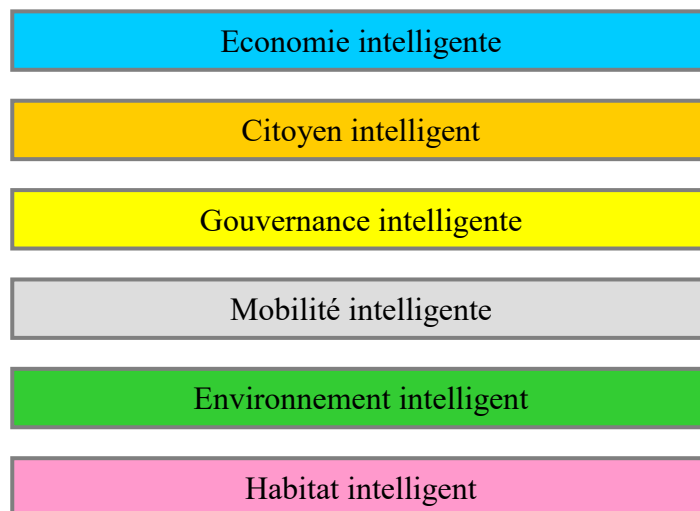 Economie intelligente
Citoyen intelligent
Gouvernance intelligente
Mobilité intelligente
Environnement intelligent
Habitat intelligent